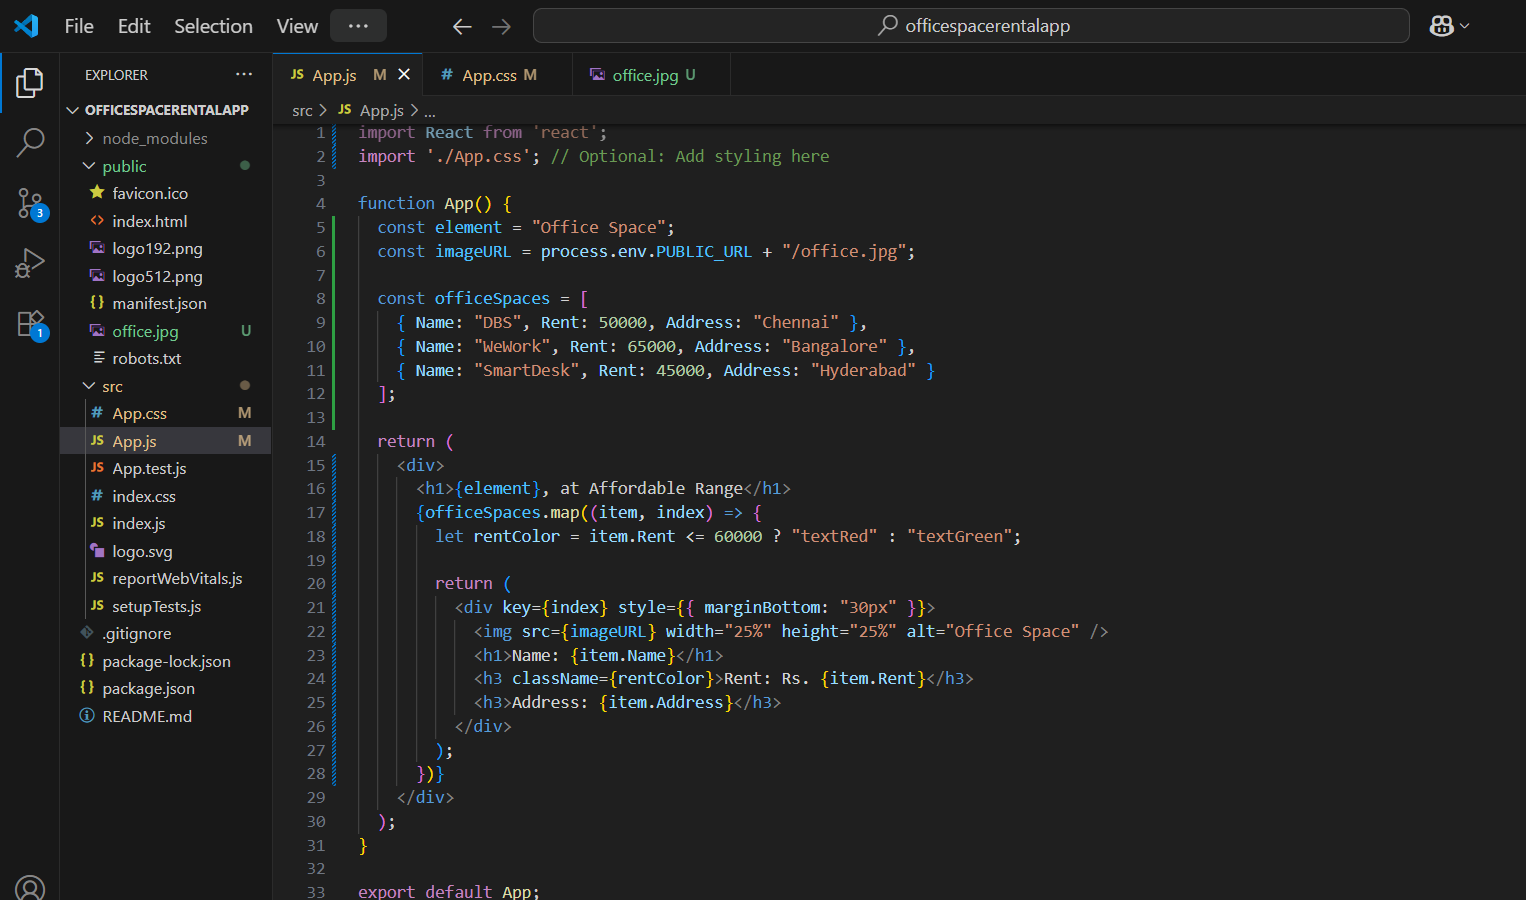 File Edit Selection View ··· officespacerentalapp
EXPLORER ···
OFFICESPACERENTALAPP
node_modules
public
favicon.ico
index.html
logo192.png
logo512.png
manifest.json
office.jpg U
robots.txt
src
App.css M
App.js M
App.test.js
index.css
index.js
logo.svg
reportWebVitals.js
setupTests.js
.gitignore
package-lock.json
package.json
README.md
3
1
JS App.js M
# App.css M
office.jpg U
src > JS App.js > ...
1 import React from 'react';
2 import './App.css'; // Optional: Add styling here
3
4 function App() {
5 const element = "Office Space";
6 const imageURL = process.env.PUBLIC_URL + "/office.jpg";
7
8 const officeSpaces = [
9 { Name: "DBS", Rent: 50000, Address: "Chennai" },
10 { Name: "WeWork", Rent: 65000, Address: "Bangalore" },
11 { Name: "SmartDesk", Rent: 45000, Address: "Hyderabad" }
12 ];
13
14 return (
15 <div>
16 <h1>{element}, at Affordable Range</h1>
17 {officeSpaces.map((item, index) => {
18 let rentColor = item.Rent <= 60000 ? "textRed" : "textGreen";
19
20 return (
21 <div key={index} style={{ marginBottom: "30px" }}>
22 <img src={imageURL} width="25%" height="25%" alt="Office Space" />
23 <h1>Name: {item.Name}</h1>
24 <h3 className={rentColor}>Rent: Rs. {item.Rent}</h3>
25 <h3>Address: {item.Address}</h3>
26 </div>
27 );
28 })}
29 </div>
30 );
31 }
32
33 export default App;